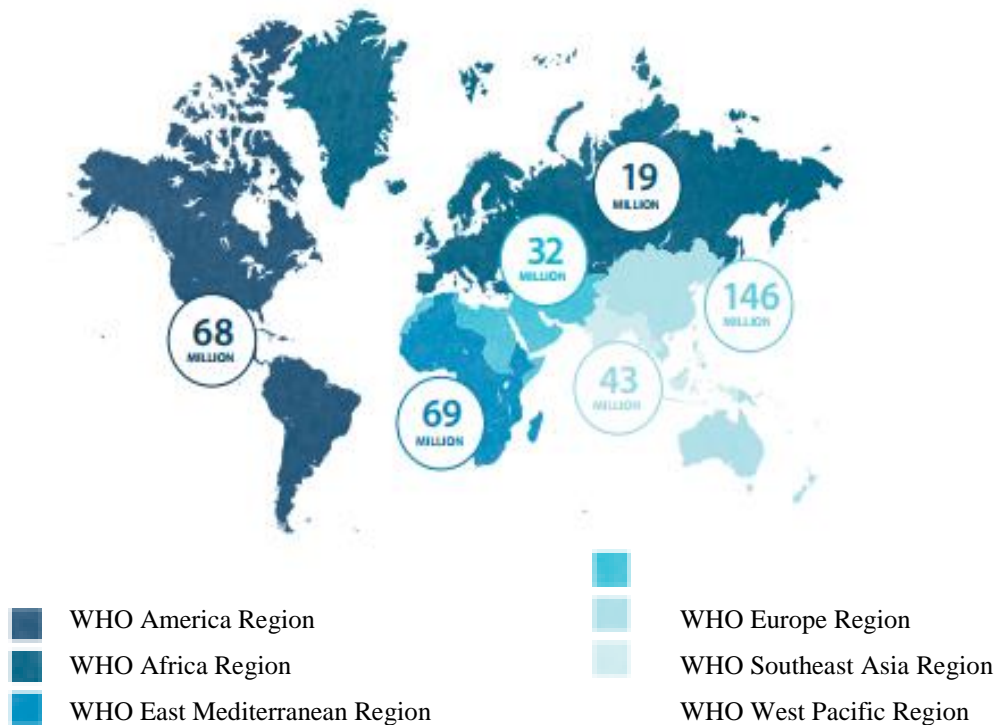 19
MILLION
32
MILLION
146
MILLION
68
MILLION
43
MILLION
69
MILLION
WHO America Region
WHO Africa Region
WHO East Mediterranean Region
WHO Europe Region
WHO Southeast Asia Region
WHO West Pacific Region